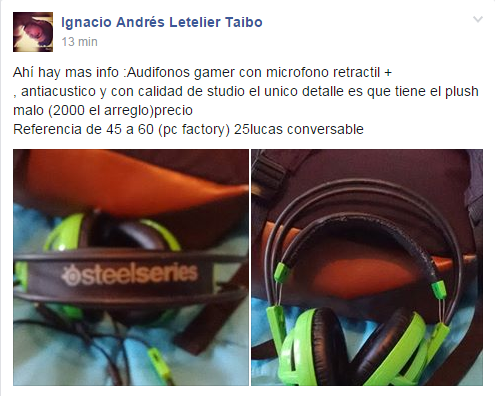 Ignacio Andrés Letelier Taibo
13 min
Ahí hay mas info :Audifonos gamer con microfono retractil +
, antiacustico y con calidad de studio el unico detalle es que tiene el plush
malo (2000 el arreglo)precio
Referencia de 45 a 60 (pc factory) 25lucas conversable
steelseries